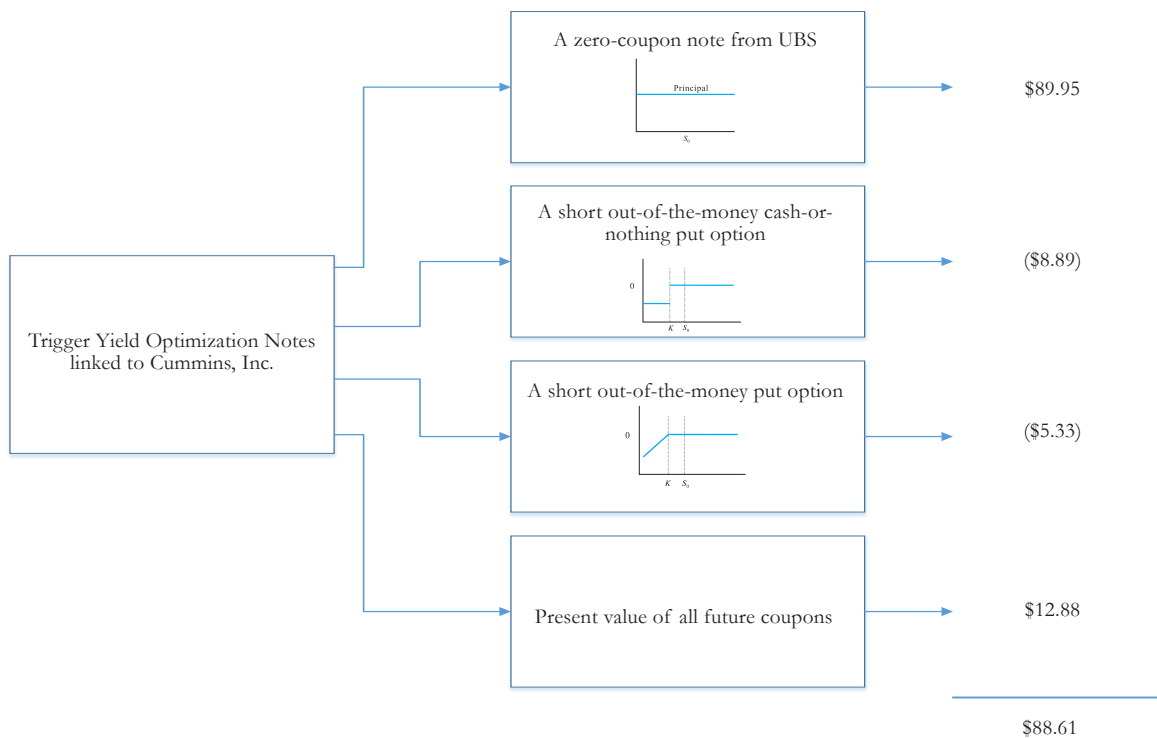 A zero-coupon note from UBS
Principal
S₀
$89.95
A short out-of-the-money cash-or-
nothing put option
0
K S₀
($8.89)
Trigger Yield Optimization Notes
linked to Cummins, Inc.
A short out-of-the-money put option
0
K S₀
($5.33)
Present value of all future coupons
$12.88
$88.61